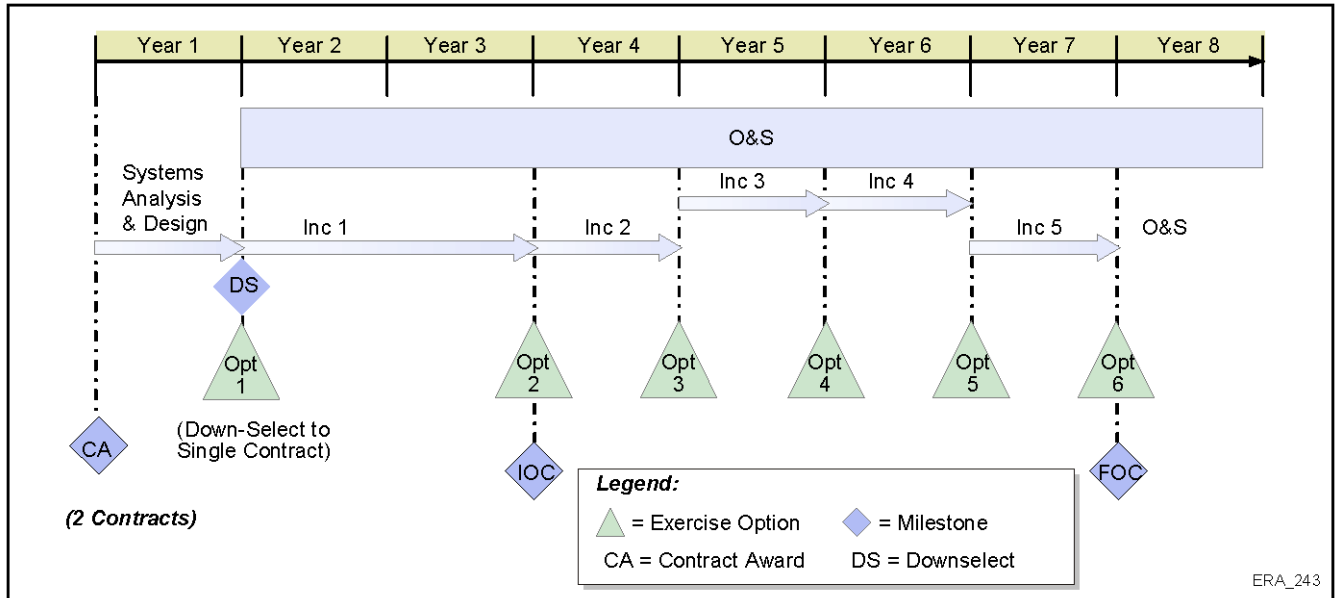 Year 1 Year 2 Year 3 Year 4 Year 5 Year 6 Year 7 Year 8
O&S
Systems
Analysis
& Design
Inc 1
Inc 2
Inc 3
Inc 4
Inc 5
O&S
DS
Opt
1
Opt
2
Opt
3
Opt
4
Opt
5
Opt
6
(Down-Select to
Single Contract)
CA
(2 Contracts)
IOC
FOC
Legend:
= Exercise Option
= Milestone
CA = Contract Award
DS = Downselect
ERA_243